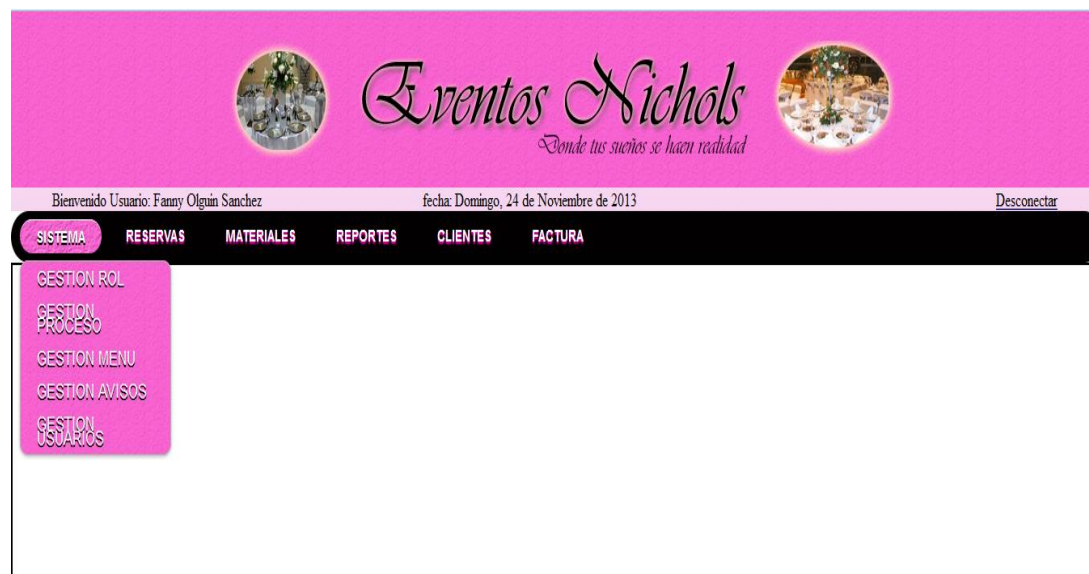 Eventos Nichols
Donde tus sueños se haen realidad
Bienvenido Usuario: Fanny Olguin Sanchez fecha: Domingo, 24 de Noviembre de 2013 Desconectar
SISTEMA RESERVAS MATERIALES REPORTES CLIENTES FACTURA
GESTION ROL
GESTION
PROCESO
GESTION MENU
GESTION AVISOS
GESTION
USUARIOS